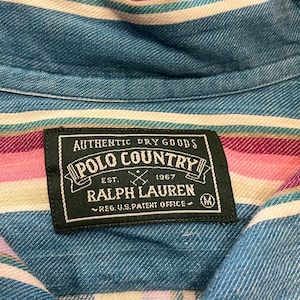 AUTHENTIC DRY GOODS
POLO COUNTRY
EST. 1967
RALPH LAUREN
~REG. U.S. PATENT OFFICE~ M